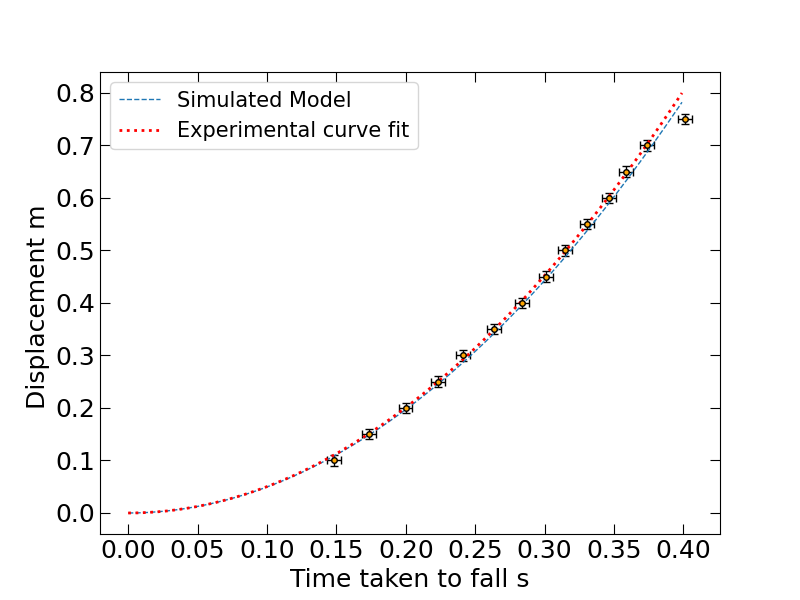 Simulated Model
Experimental curve fit
Displacement m
0.8
0.7
0.6
0.5
0.4
0.3
0.2
0.1
0.0
0.00 0.05 0.10 0.15 0.20 0.25 0.30 0.35 0.40
Time taken to fall s